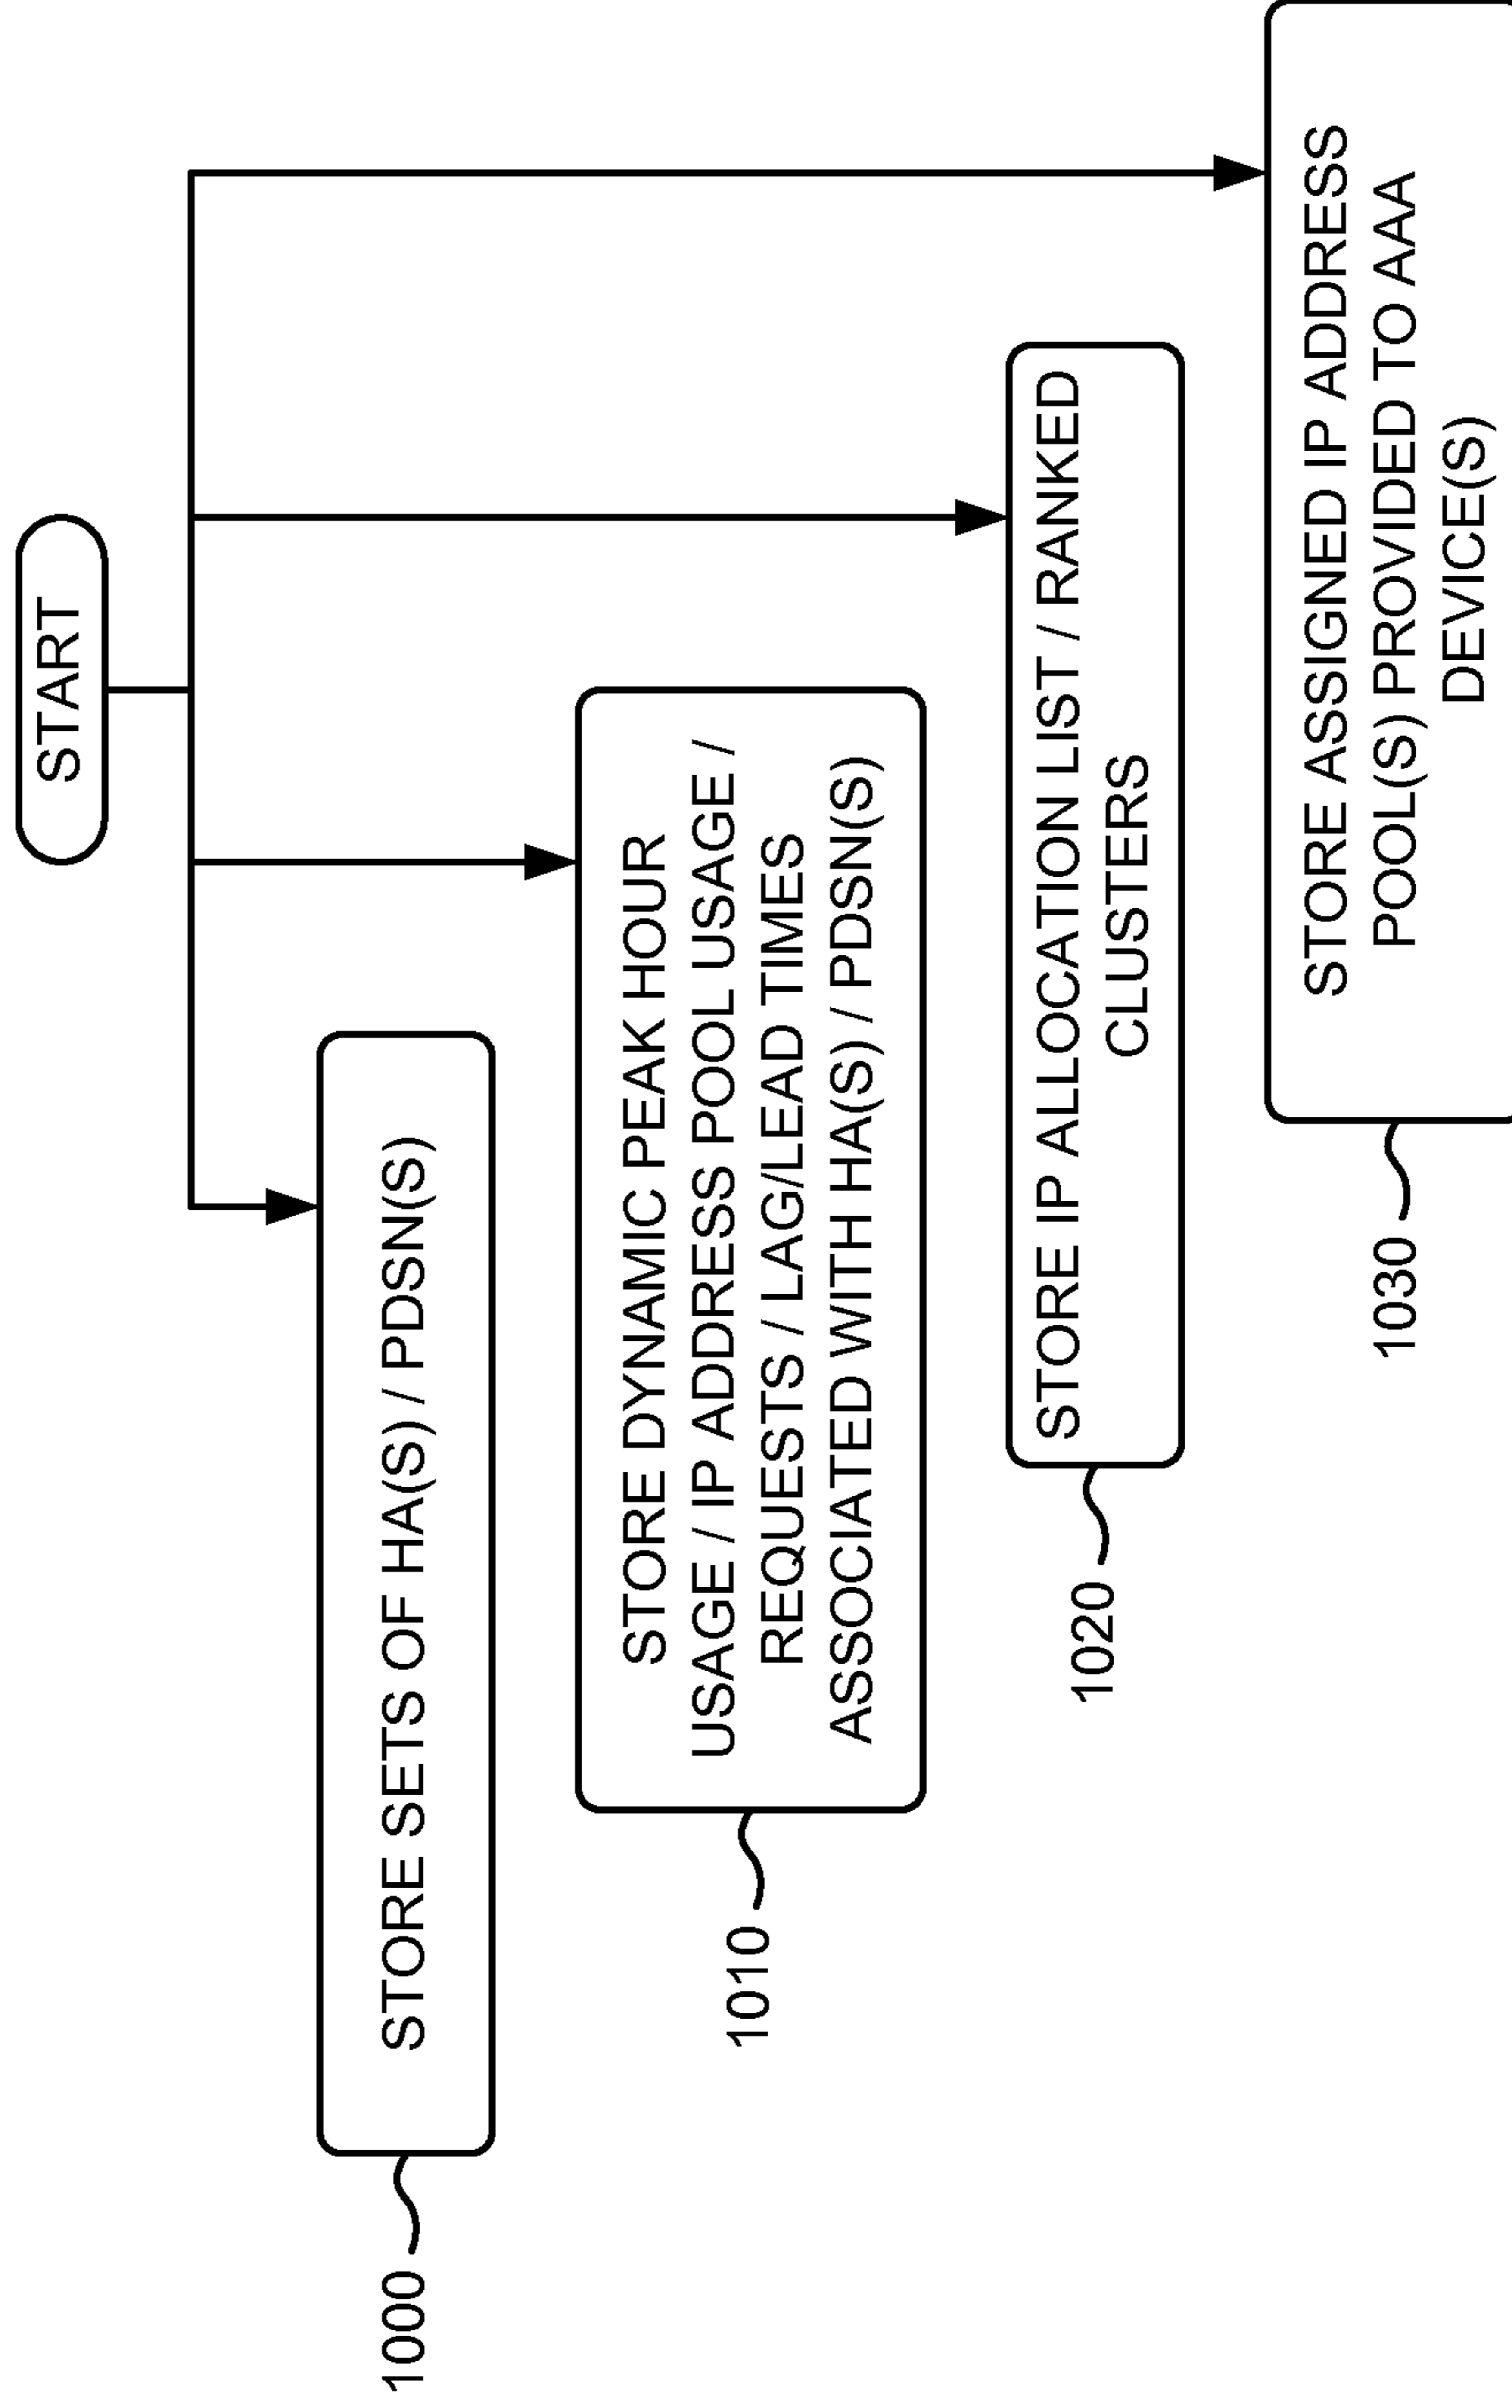 START
STORE SETS OF HA(S) / PDSN(S)
1000
STORE DYNAMIC PEAK HOUR
USAGE / IP ADDRESS POOL USAGE /
REQUESTS / LAG/LEAD TIMES
ASSOCIATED WITH HA(S) / PDSN(S)
1010
STORE IP ALLOCATION LIST / RANKED
CLUSTERS
1020
STORE ASSIGNED IP ADDRESS
POOL(S) PROVIDED TO AAA
DEVICE(S)
1030